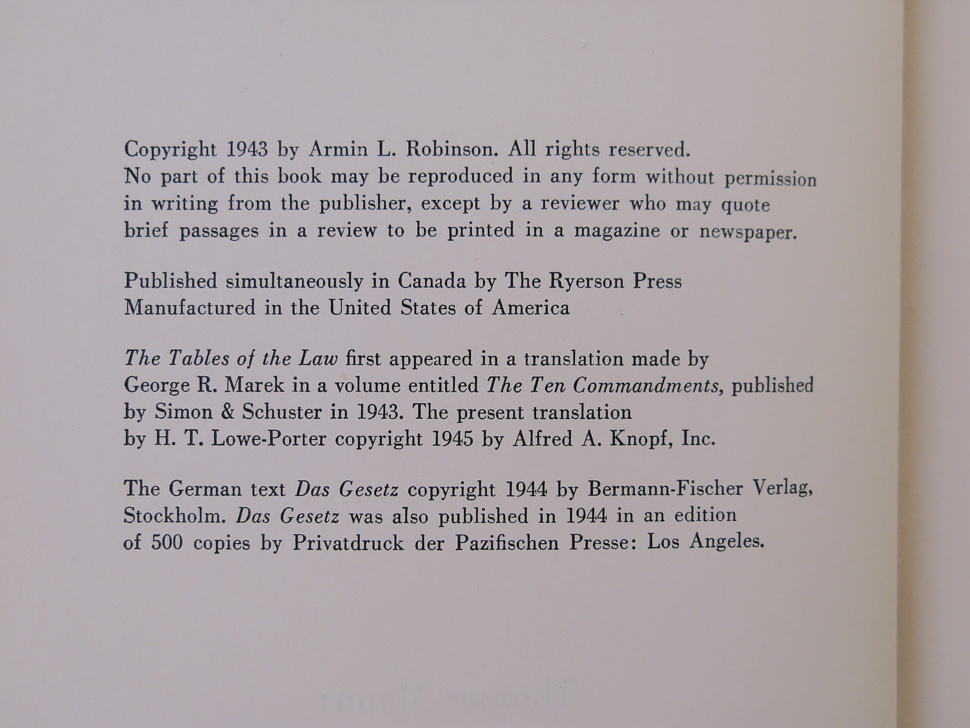 Copyright 1943 by Armin L. Robinson. All rights reserved.
No part of this book may be reproduced in any form without permission
in writing from the publisher, except by a reviewer who may quote
brief passages in a review to be printed in a magazine or newspaper.
Published simultaneously in Canada by The Ryerson Press
Manufactured in the United States of America
The Tables of the Law first appeared in a translation made by
George R. Marek in a volume entitled The Ten Commandments, published
by Simon & Schuster in 1943. The present translation
by H. T. Lowe-Porter copyright 1945 by Alfred A. Knopf, Inc.
The German text Das Gesetz copyright 1944 by Bermann-Fischer Verlag,
Stockholm. Das Gesetz was also published in 1944 in an edition
of 500 copies by Privatdruck der Pazifischen Presse: Los Angeles.